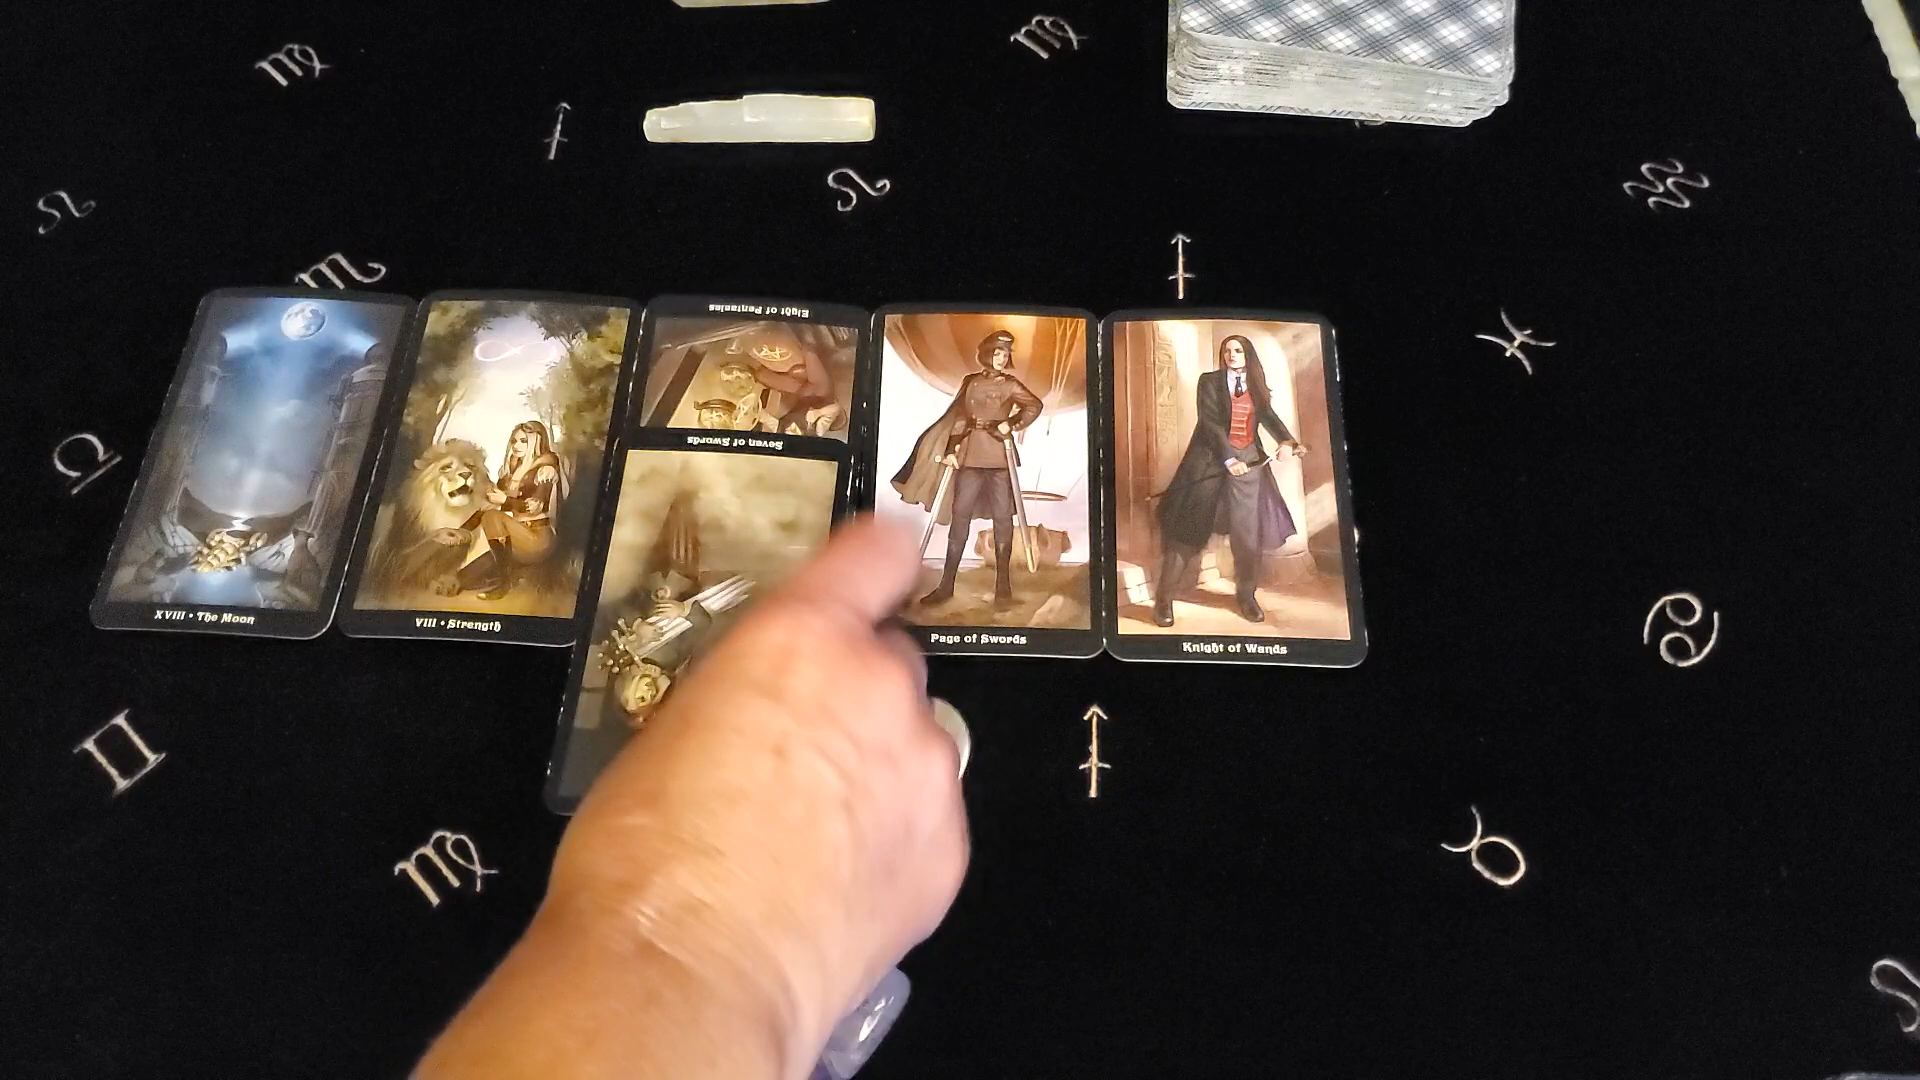 XVIII • The Moon
VIII • Strength
Eight of Pentacles
Seven of Swords
Page of Swords
Knight of Wands